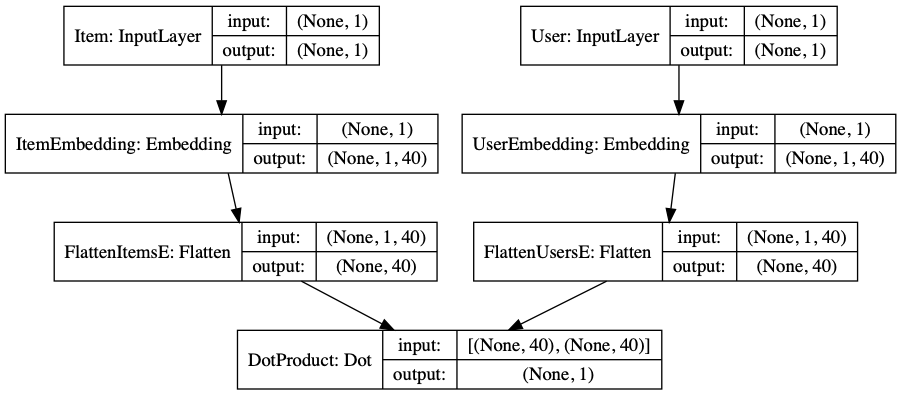 Item: InputLayer
input: (None, 1)
output: (None, 1)
User: InputLayer
input: (None, 1)
output: (None, 1)
ItemEmbedding: Embedding
input: (None, 1)
output: (None, 1, 40)
UserEmbedding: Embedding
input: (None, 1)
output: (None, 1, 40)
FlattenItemsE: Flatten
input: (None, 1, 40)
output: (None, 40)
FlattenUsersE: Flatten
input: (None, 1, 40)
output: (None, 40)
DotProduct: Dot
input: [(None, 40), (None, 40)]
output: (None, 1)